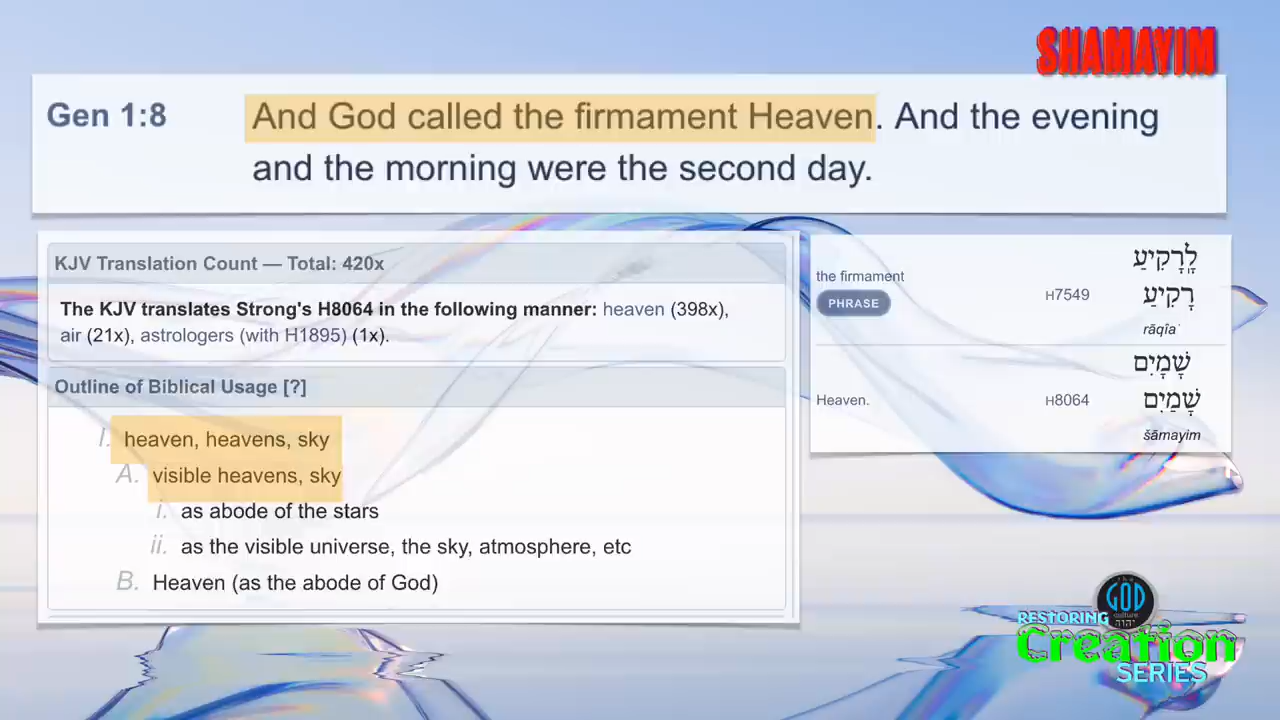 SHAMAYIM
Gen 1:8 And God called the firmament Heaven. And the evening
and the morning were the second day.
KJV Translation Count — Total: 420x
The KJV translates Strong's H8064 in the following manner: heaven (398x),
air (21x), astrologers (with H1895) (1x).
Outline of Biblical Usage [?]
I. heaven, heavens, sky
A. visible heavens, sky
i. as abode of the stars
ii. as the visible universe, the sky, atmosphere, etc
B. Heaven (as the abode of God)
לָֽרָקִיעַ
the firmament
PHRASE
H7549
רָקִיעַ
rāqîaʿ
שָׁמָיִם
Heaven.
H8064
שָׁמַיִם
šāmayim
the
GOD
culture
יהוה
RESTORING
Creation
SERIES